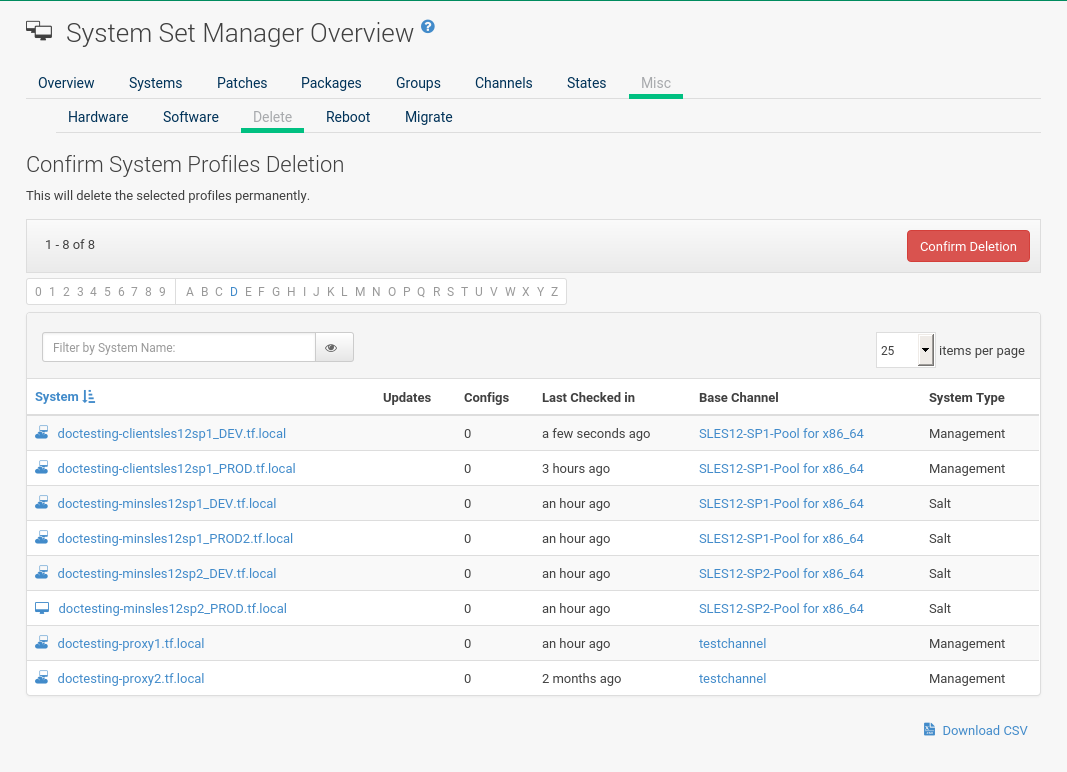 System Set Manager Overview ?
Overview Systems Patches Packages Groups Channels States Misc
Hardware Software Delete Reboot Migrate
Confirm System Profiles Deletion
This will delete the selected profiles permanently.
1 - 8 of 8 Confirm Deletion
0 1 2 3 4 5 6 7 8 9 A B C D E F G H I J K L M N O P Q R S T U V W X Y Z
Filter by System Name: 25 items per page
System Updates Configs Last Checked in Base Channel System Type
doctesting-clientsles12sp1_DEV.tf.local 0 a few seconds ago SLES12-SP1-Pool for x86_64 Management
doctesting-clientsles12sp1_PROD.tf.local 0 3 hours ago SLES12-SP1-Pool for x86_64 Management
doctesting-minsles12sp1_DEV.tf.local 0 an hour ago SLES12-SP1-Pool for x86_64 Salt
doctesting-minsles12sp1_PROD2.tf.local 0 an hour ago SLES12-SP1-Pool for x86_64 Salt
doctesting-minsles12sp2_DEV.tf.local 0 an hour ago SLES12-SP2-Pool for x86_64 Salt
doctesting-minsles12sp2_PROD.tf.local 0 an hour ago SLES12-SP2-Pool for x86_64 Salt
doctesting-proxy1.tf.local 0 an hour ago testchannel Management
doctesting-proxy2.tf.local 0 2 months ago testchannel Management
Download CSV